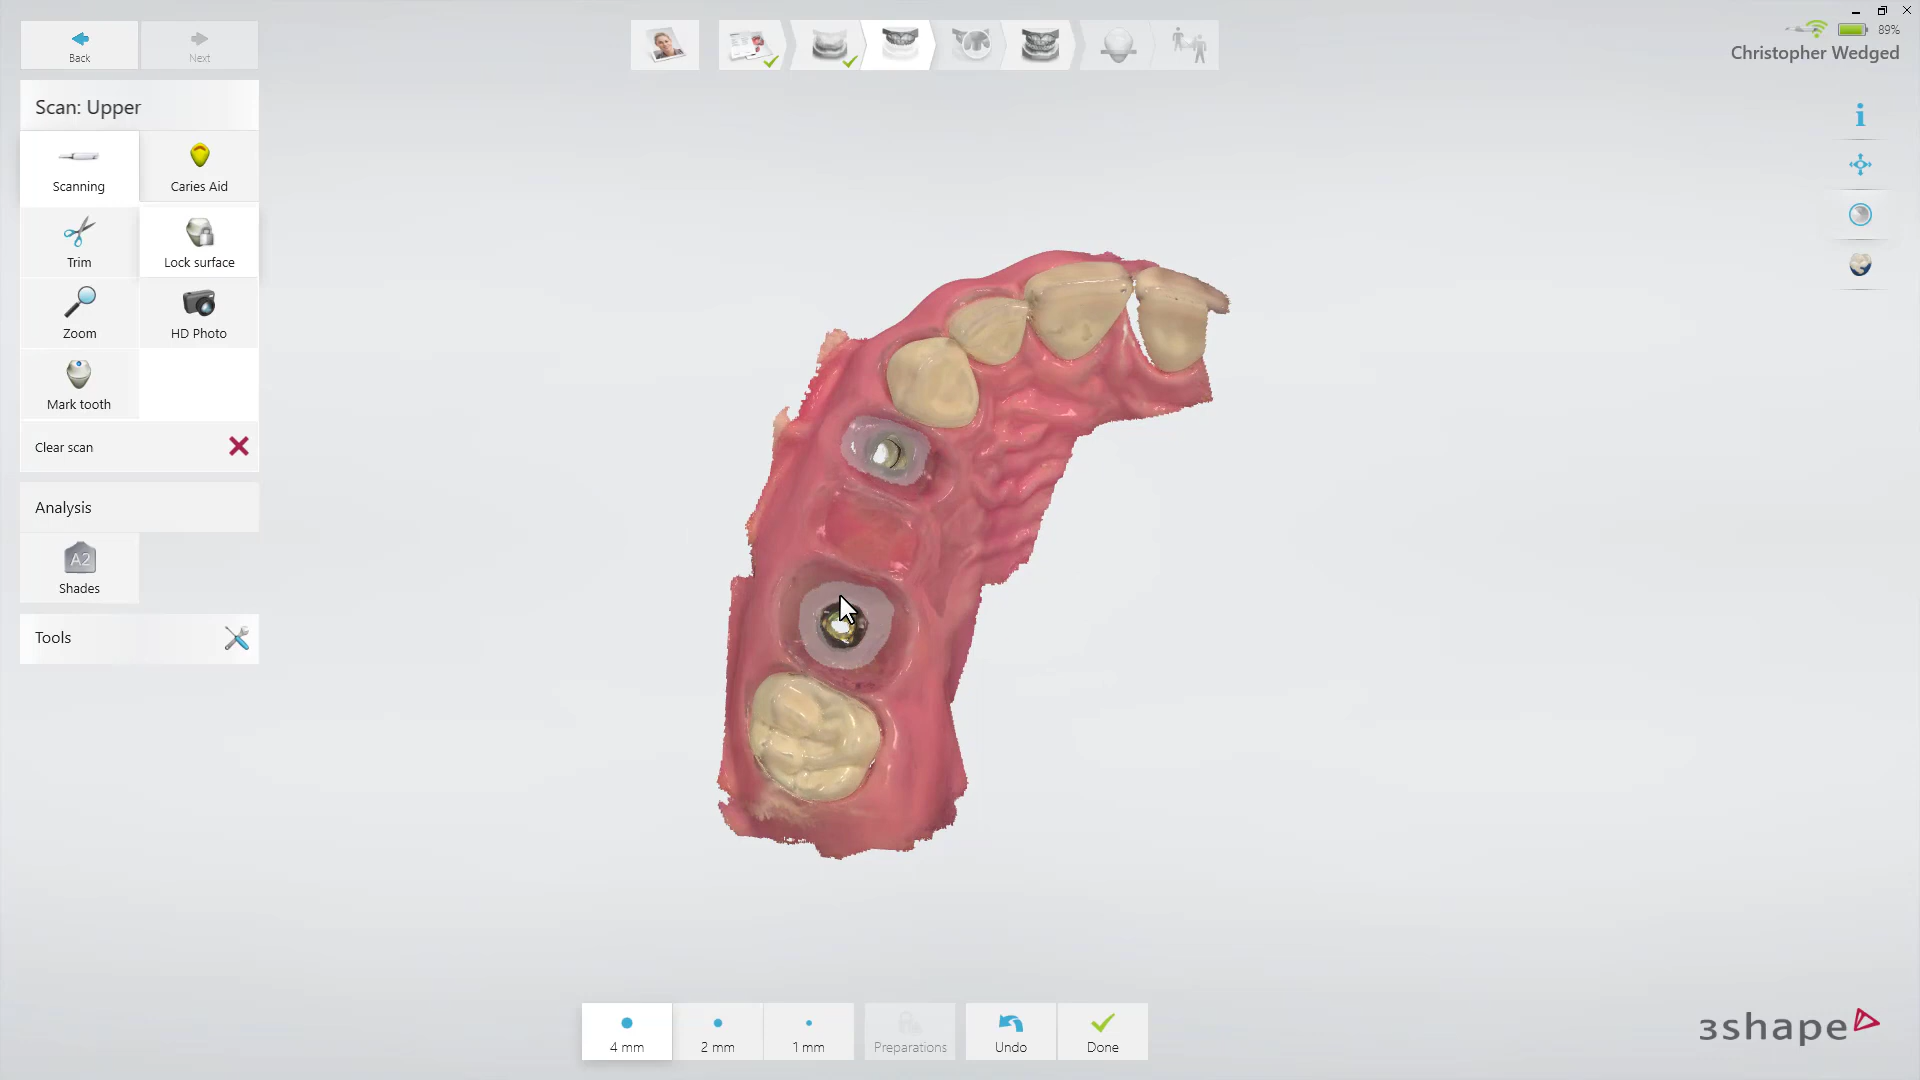 Back
Next
89%
Christopher Wedged
Scan: Upper
Scanning
Caries Aid
Trim
Lock surface
Zoom
HD Photo
Mark tooth
Clear scan
Analysis
A2
Shades
Tools
4 mm
2 mm
1 mm
Preparations
Undo
Done
3shape